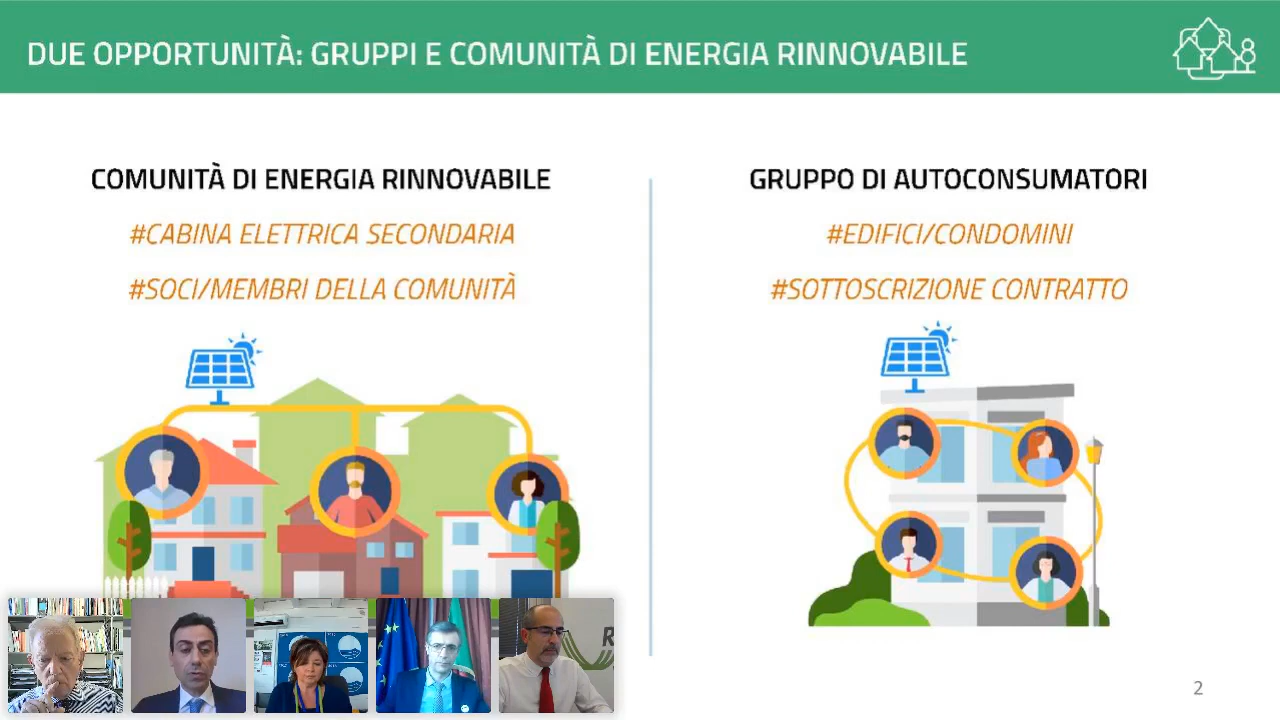 DUE OPPORTUNITÀ: GRUPPI E COMUNITÀ DI ENERGIA RINNOVABILE
COMUNITÀ DI ENERGIA RINNOVABILE
#CABINA ELETTRICA SECONDARIA
#SOCI/MEMBRI DELLA COMUNITÀ
GRUPPO DI AUTOCONSUMATORI
#EDIFICI/CONDOMINI
#SOTTOSCRIZIONE CONTRATTO
R
2